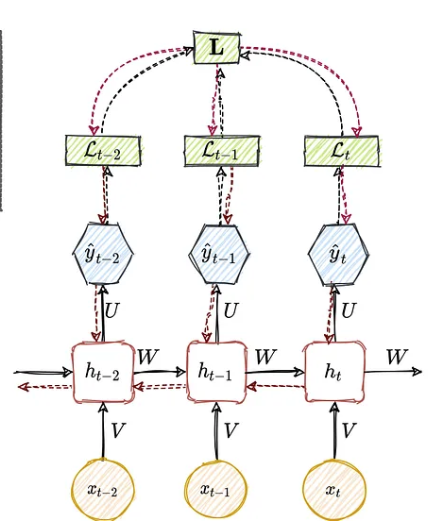 L
𝓛ₜ₋₂ 𝓛ₜ₋₁ 𝓛ₜ
ŷₜ₋₂ ŷₜ₋₁ ŷₜ
U U U
hₜ₋₂ W hₜ₋₁ W hₜ W
V V V
xₜ₋₂ xₜ₋₁ xₜ